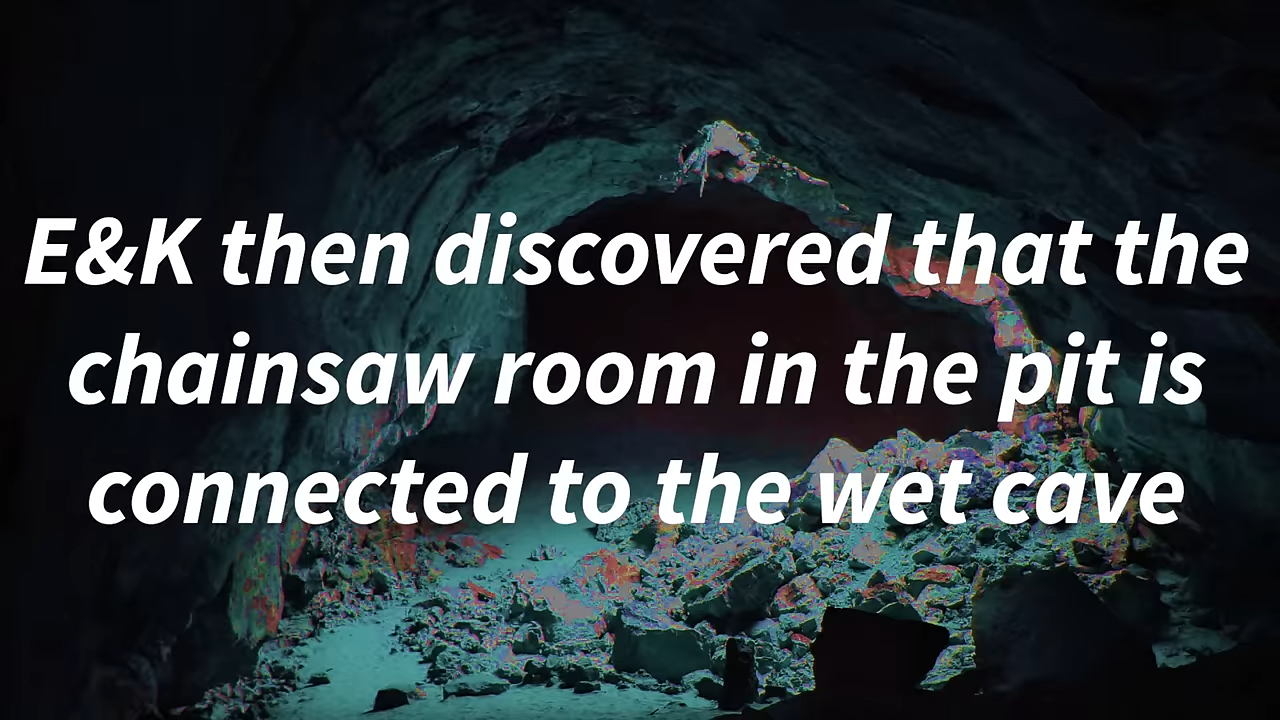 E&K then discovered that the
chainsaw room in the pit is
connected to the wet cave